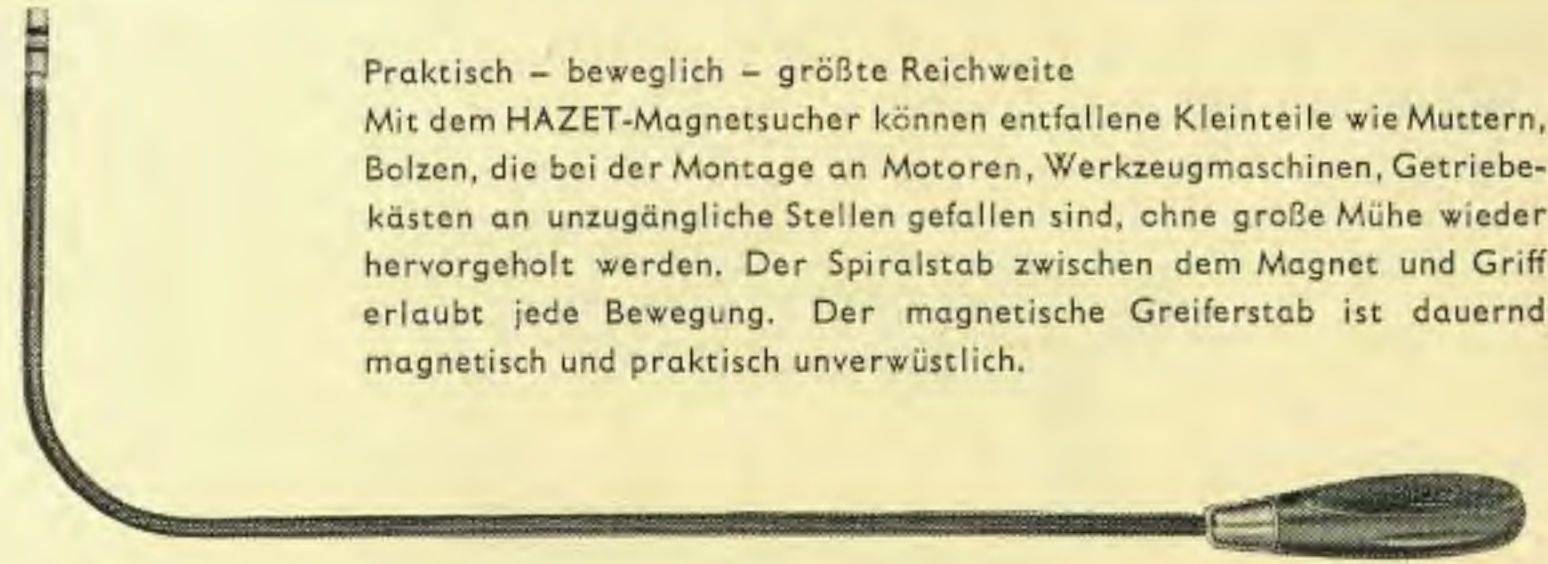 Praktisch – beweglich – größte Reichweite
Mit dem HAZET-Magnetsucher können entfallene Kleinteile wie Muttern,
Bolzen, die bei der Montage an Motoren, Werkzeugmaschinen, Getriebe-
kästen an unzugängliche Stellen gefallen sind, ohne große Mühe wieder
hervorgeholt werden. Der Spiralstab zwischen dem Magnet und Griff
erlaubt jede Bewegung. Der magnetische Greiferstab ist dauernd
magnetisch und praktisch unverwüstlich.